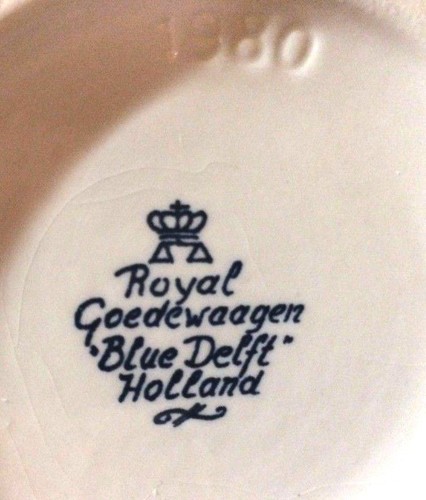 1980
Royal
Goedewaagen
"Blue Delft"
Holland